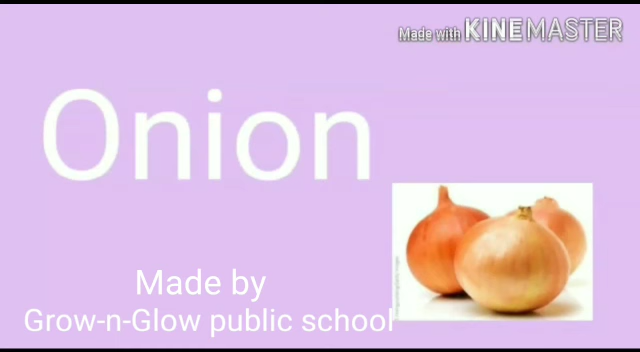 Made with KINEMASTER
Onion
Made by
Grow-n-Glow public school